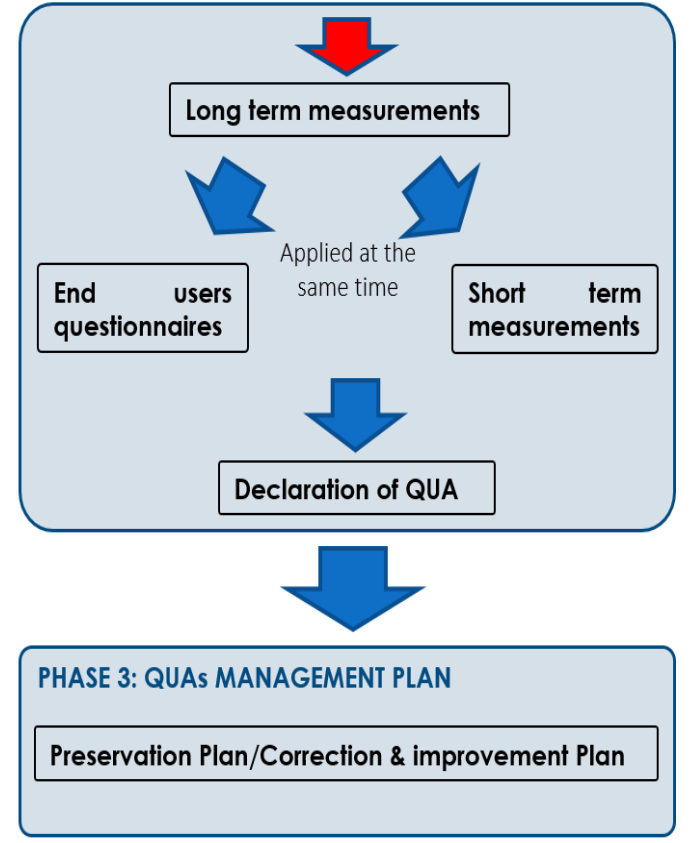 Long term measurements
Applied at the
same time
End users
questionnaires
Short term
measurements
Declaration of QUA
PHASE 3: QUAs MANAGEMENT PLAN
Preservation Plan/Correction & improvement Plan